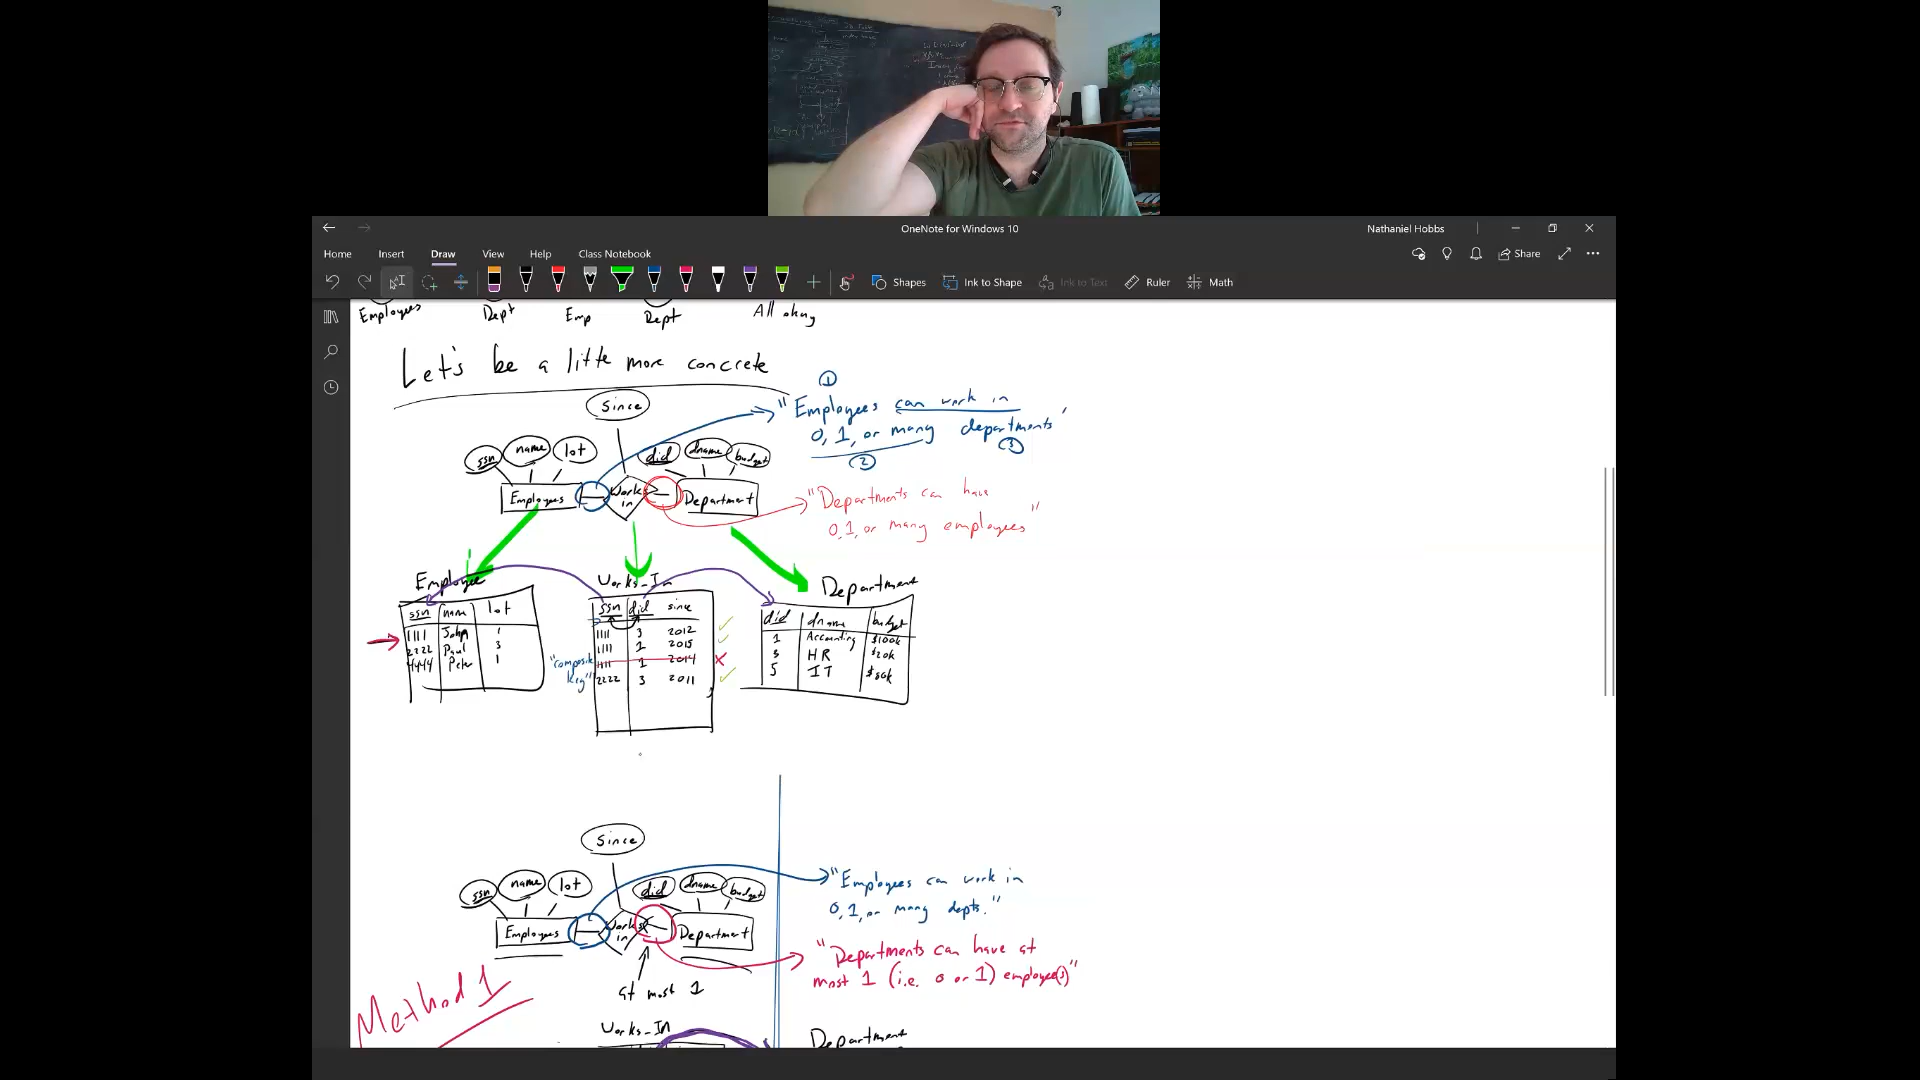 OneNote for Windows 10
Nathaniel Hobbs
Home Insert Draw View Help Class Notebook
Share
Shapes Ink to Shape Ink to Text Ruler Math
Employees Dept Emp Dept All okay
Let's be a little more concrete
Since
ssn name lot did dname budget
Employees Works in Department
①
"Employees can work in
0, 1, or many departments"
② ③
"Departments can have
0, 1, or many employees"
Employee
ssn name lot
1111 John 1
2222 Paul 3
4444 Peter 1
Works_In
ssn did since
1111 3 2012
1111 1 2015
1111 1 2014
2222 3 2011
"composite
key"
Department
did dname budget
1 Accounting $100k
3 HR $20k
5 IT
Since
ssn name lot did dname budget
Employees Works in Department
at most 1
"Employees can work in
0, 1, or many depts."
"Departments can have at
most 1 (i.e. 0 or 1) employee(s)"
Method 1
Works_In
Department